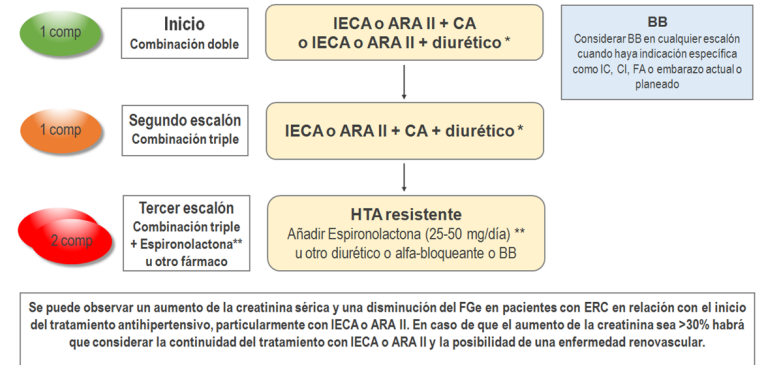 1 comp
Inicio
Combinación doble
IECA o ARA II + CA
o IECA o ARA II + diurético *
BB
Considerar BB en cualquier escalón
cuando haya indicación específica
como IC, CI, FA o embarazo actual o
planeado
1 comp
Segundo escalón
Combinación triple
IECA o ARA II + CA + diurético *
2 comp
Tercer escalón
Combinación triple
+ Espironolactona**
u otro fármaco
HTA resistente
Añadir Espironolactona (25-50 mg/día) **
u otro diurético o alfa-bloqueante o BB
Se puede observar un aumento de la creatinina sérica y una disminución del FGe en pacientes con ERC en relación con el inicio
del tratamiento antihipertensivo, particularmente con IECA o ARA II. En caso de que el aumento de la creatinina sea >30% habrá
que considerar la continuidad del tratamiento con IECA o ARA II y la posibilidad de una enfermedad renovascular.